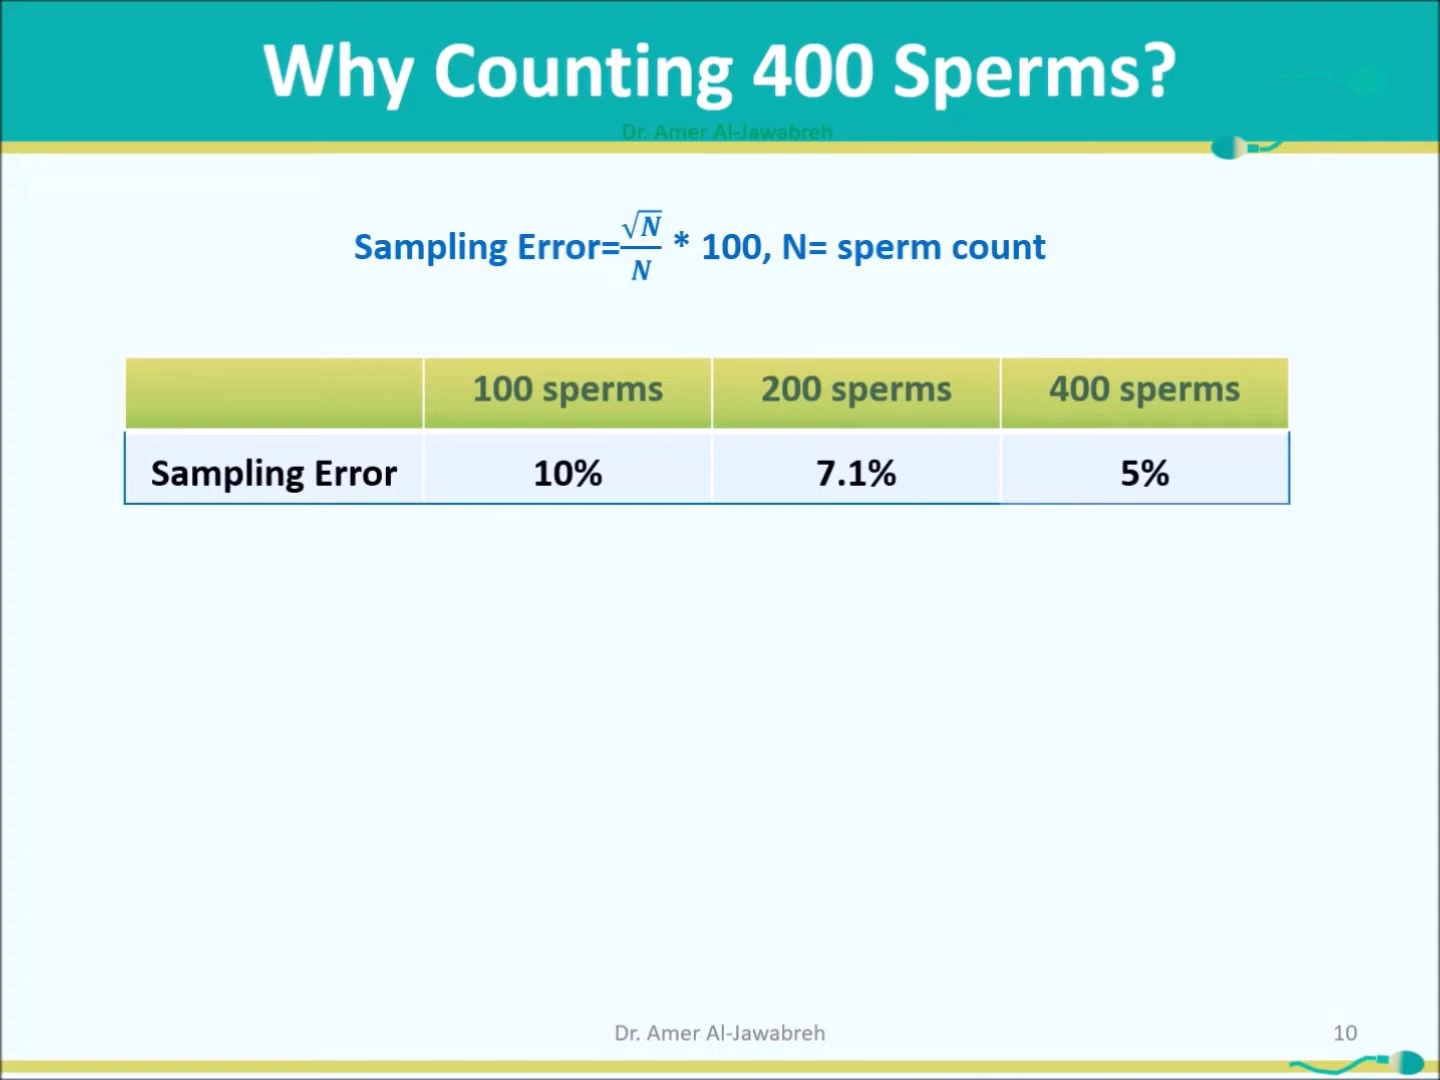 Why Counting 400 Sperms?
Dr. Amer Al-Jawabreh
Sampling Error=√N/N * 100, N= sperm count
100 sperms 200 sperms 400 sperms
Sampling Error 10% 7.1% 5%
Dr. Amer Al-Jawabreh 10